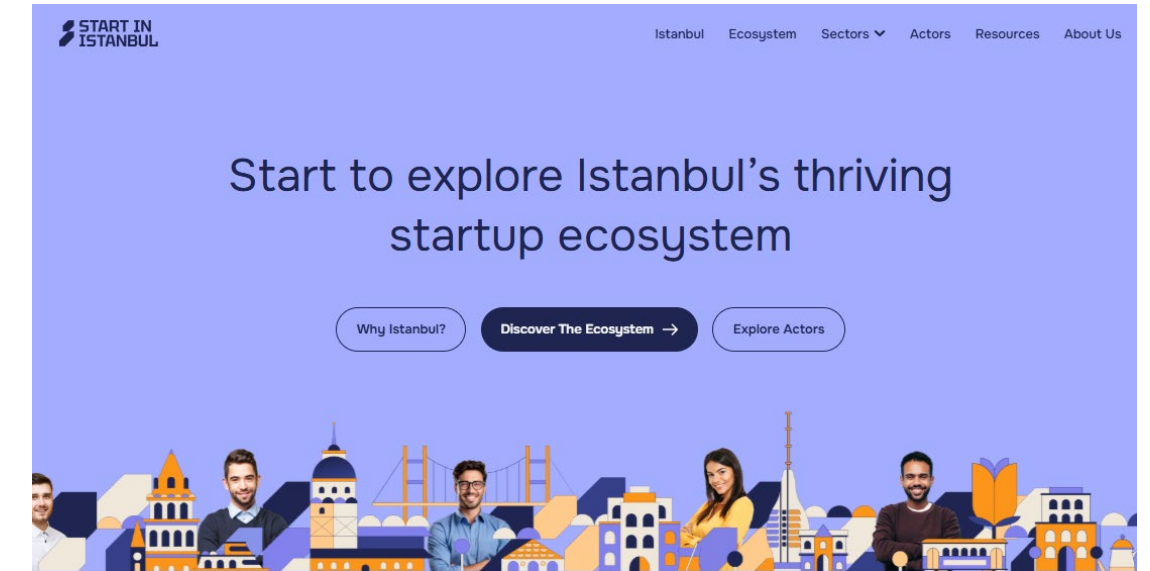 START IN
ISTANBUL
Istanbul Ecosystem Sectors Actors Resources About Us
Start to explore Istanbul’s thriving
startup ecosystem
Why Istanbul? Discover The Ecosystem → Explore Actors